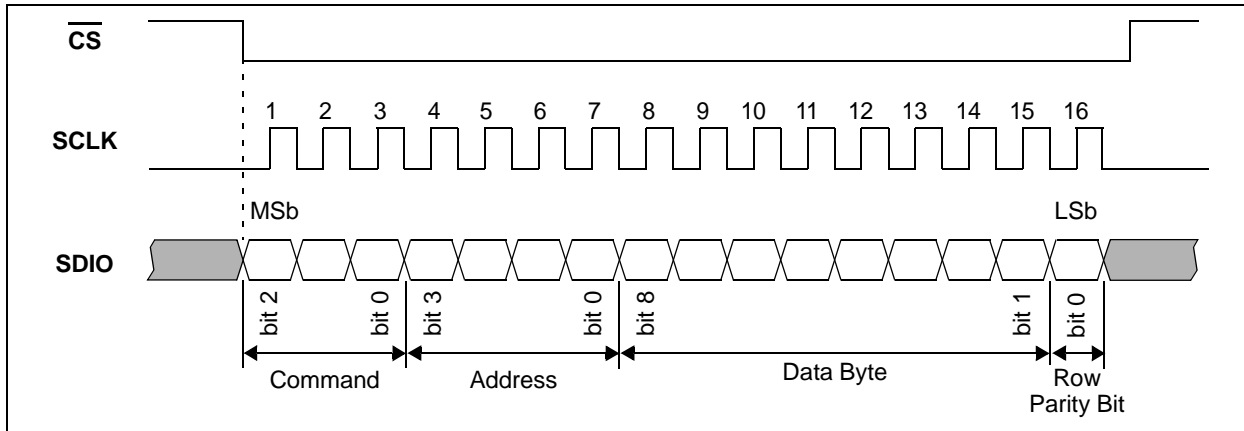 CS
1 2 3 4 5 6 7 8 9 10 11 12 13 14 15 16
SCLK
MSb LSb
SDIO
bit 2 bit 0 bit 3 bit 0 bit 8 bit 1 bit 0
Command Address Data Byte Row
Parity Bit